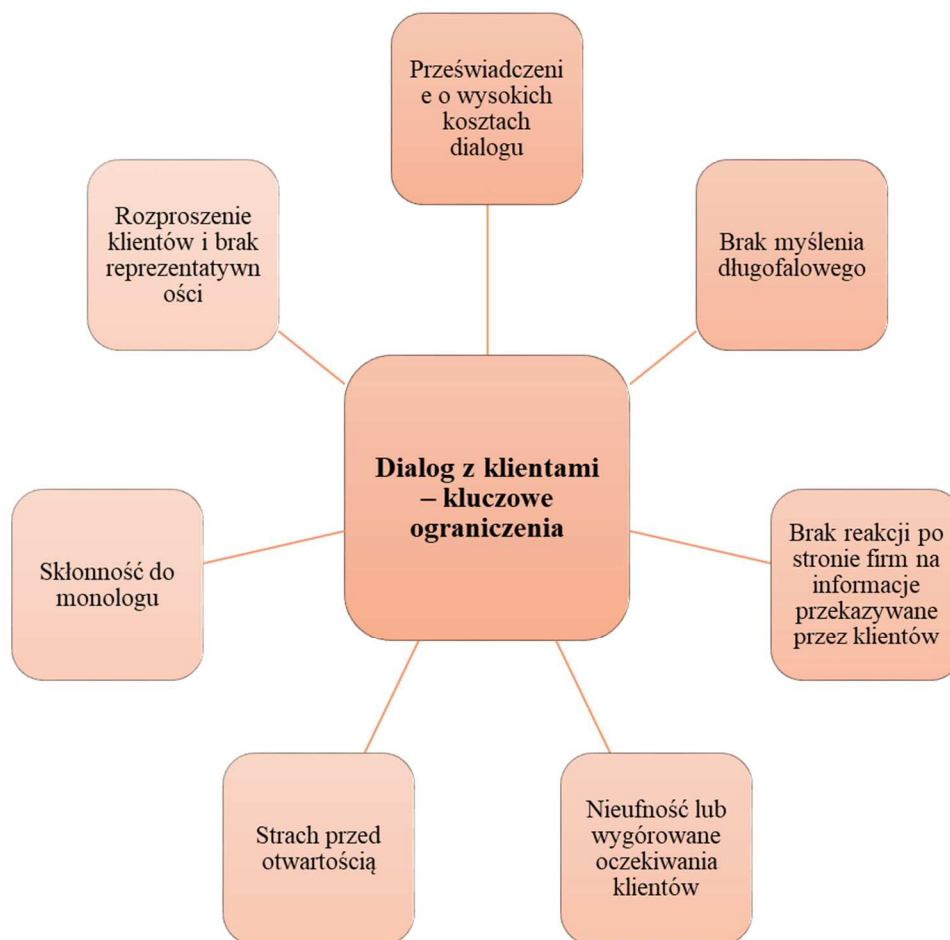 Przeświadczeni
e o wysokich
kosztach
dialogu
Brak myślenia
długofalowego
Brak reakcji po
stronie firm na
informacje
przekazywane
przez klientów
Nieufność lub
wygórowane
oczekiwania
klientów
Strach przed
otwartością
Skłonność do
monologu
Rozproszenie
klientów i brak
reprezentatywn
ości
Dialog z klientami
– kluczowe
ograniczenia